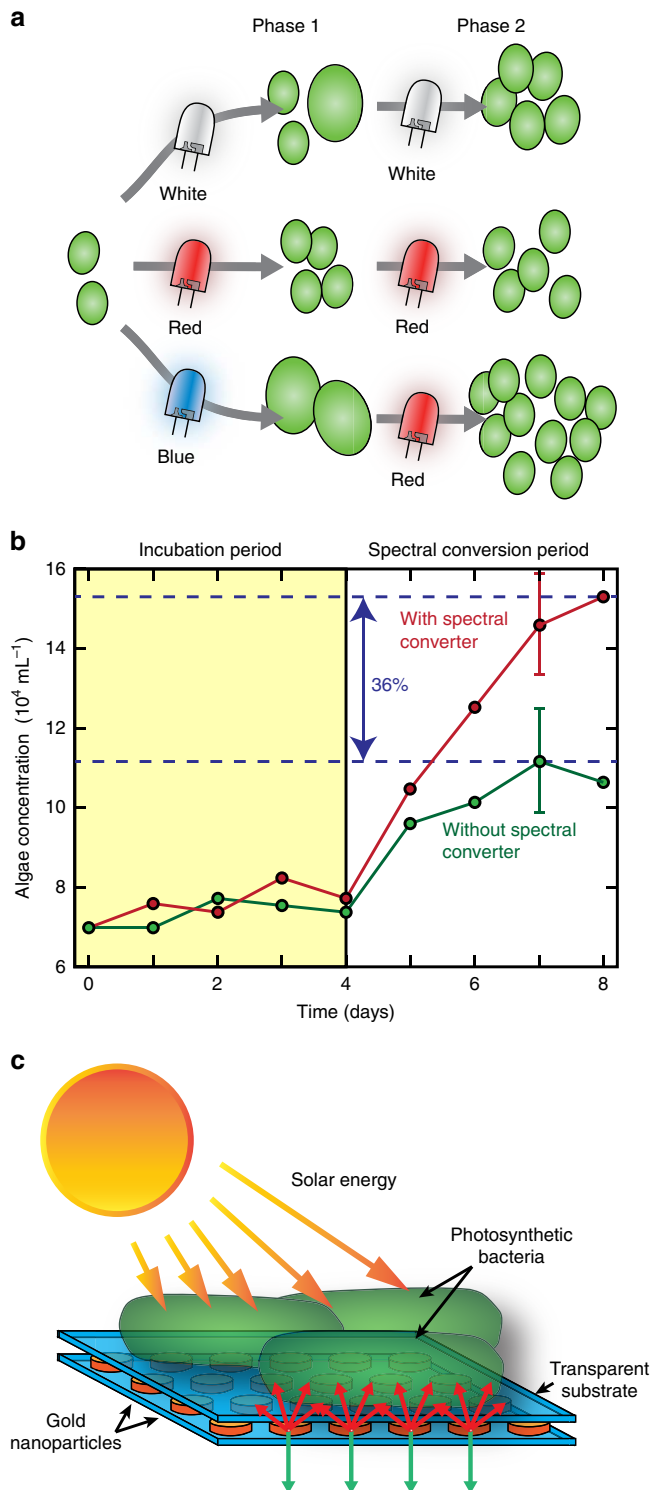 a
Phase 1
Phase 2
White
White
Red
Red
Blue
Red
b
Incubation period
Spectral conversion period
16
14
12
10
8
6
Algae concentration (10⁴ mL⁻¹)
With spectral
converter
36%
Without spectral
converter
0
2
4
6
8
Time (days)
c
Solar energy
Photosynthetic
bacteria
Transparent
substrate
Gold
nanoparticles